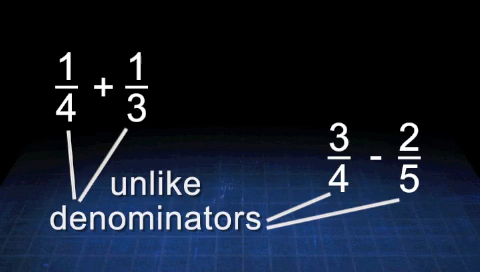 1/4 + 1/3
3/4 - 2/5
unlike
denominators